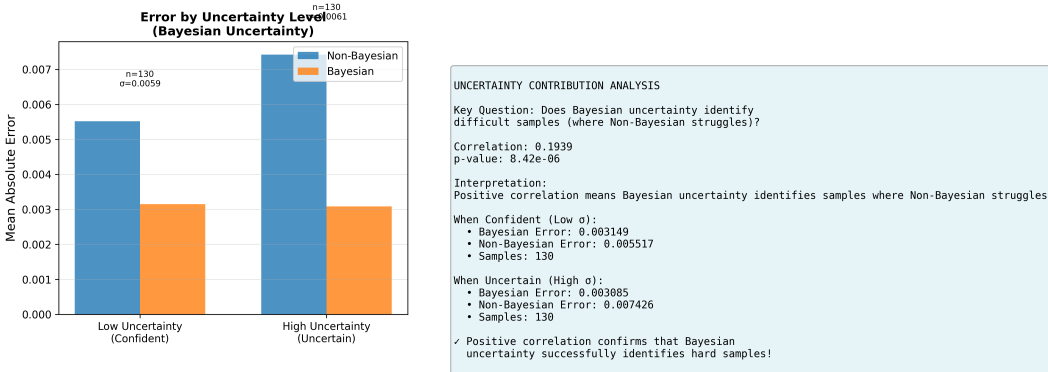 n=130
σ=0.0061
Error by Uncertainty Level
(Bayesian Uncertainty)
Non-Bayesian
Bayesian
n=130
σ=0.0059
Mean Absolute Error
0.007
0.006
0.005
0.004
0.003
0.002
0.001
0.000
Low Uncertainty
(Confident)
High Uncertainty
(Uncertain)
UNCERTAINTY CONTRIBUTION ANALYSIS
Key Question: Does Bayesian uncertainty identify
difficult samples (where Non-Bayesian struggles)?
Correlation: 0.1939
p-value: 8.42e-06
Interpretation:
Positive correlation means Bayesian uncertainty identifies samples where Non-Bayesian struggles
When Confident (Low σ):
• Bayesian Error: 0.003149
• Non-Bayesian Error: 0.005517
• Samples: 130
When Uncertain (High σ):
• Bayesian Error: 0.003085
• Non-Bayesian Error: 0.007426
• Samples: 130
✓ Positive correlation confirms that Bayesian
uncertainty successfully identifies hard samples!